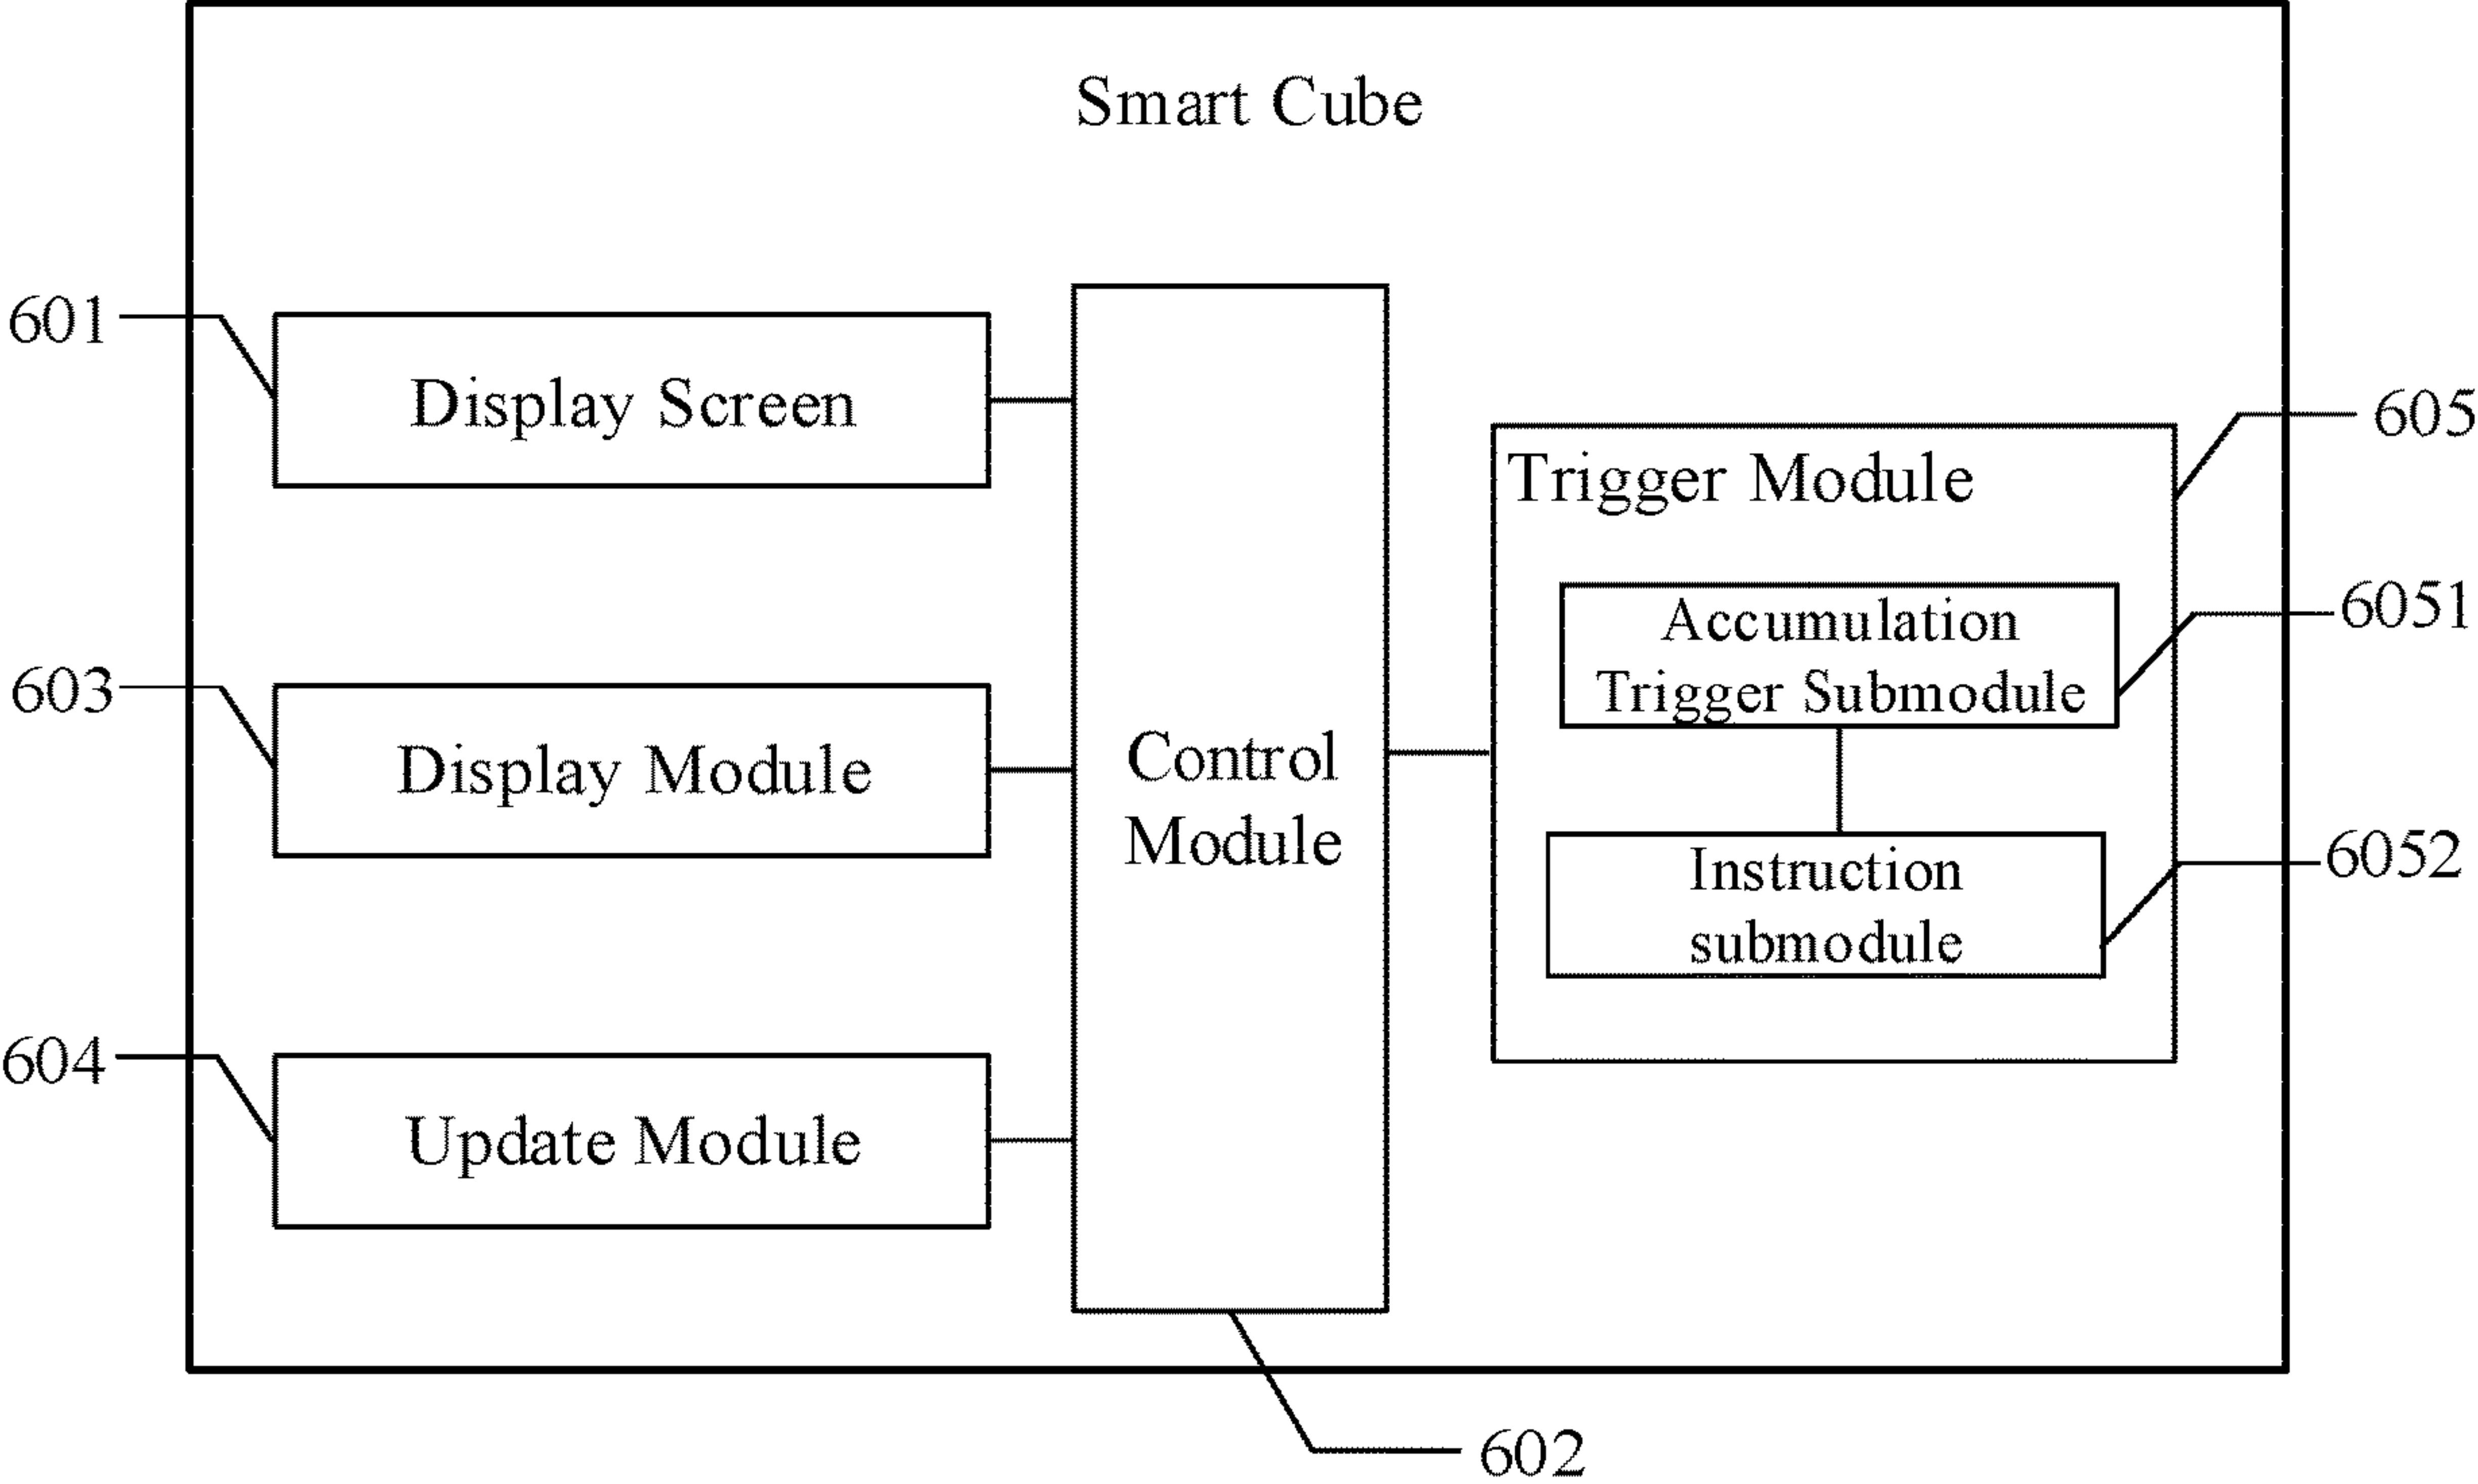 Smart Cube
601
Display Screen
603
Display Module
604
Update Module
Control
Module
602
Trigger Module
605
Accumulation
Trigger Submodule
6051
Instruction
submodule
6052